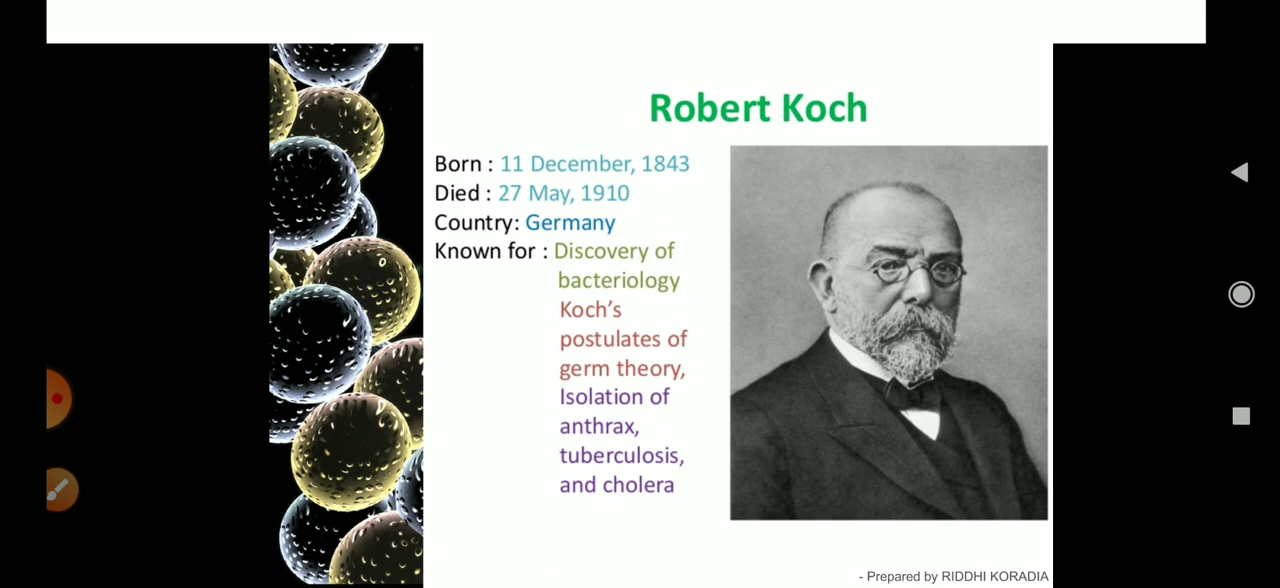 Robert Koch
Born : 11 December, 1843
Died : 27 May, 1910
Country: Germany
Known for : Discovery of
bacteriology
Koch’s
postulates of
germ theory,
Isolation of
anthrax,
tuberculosis,
and cholera
- Prepared by RIDDHI KORADIA